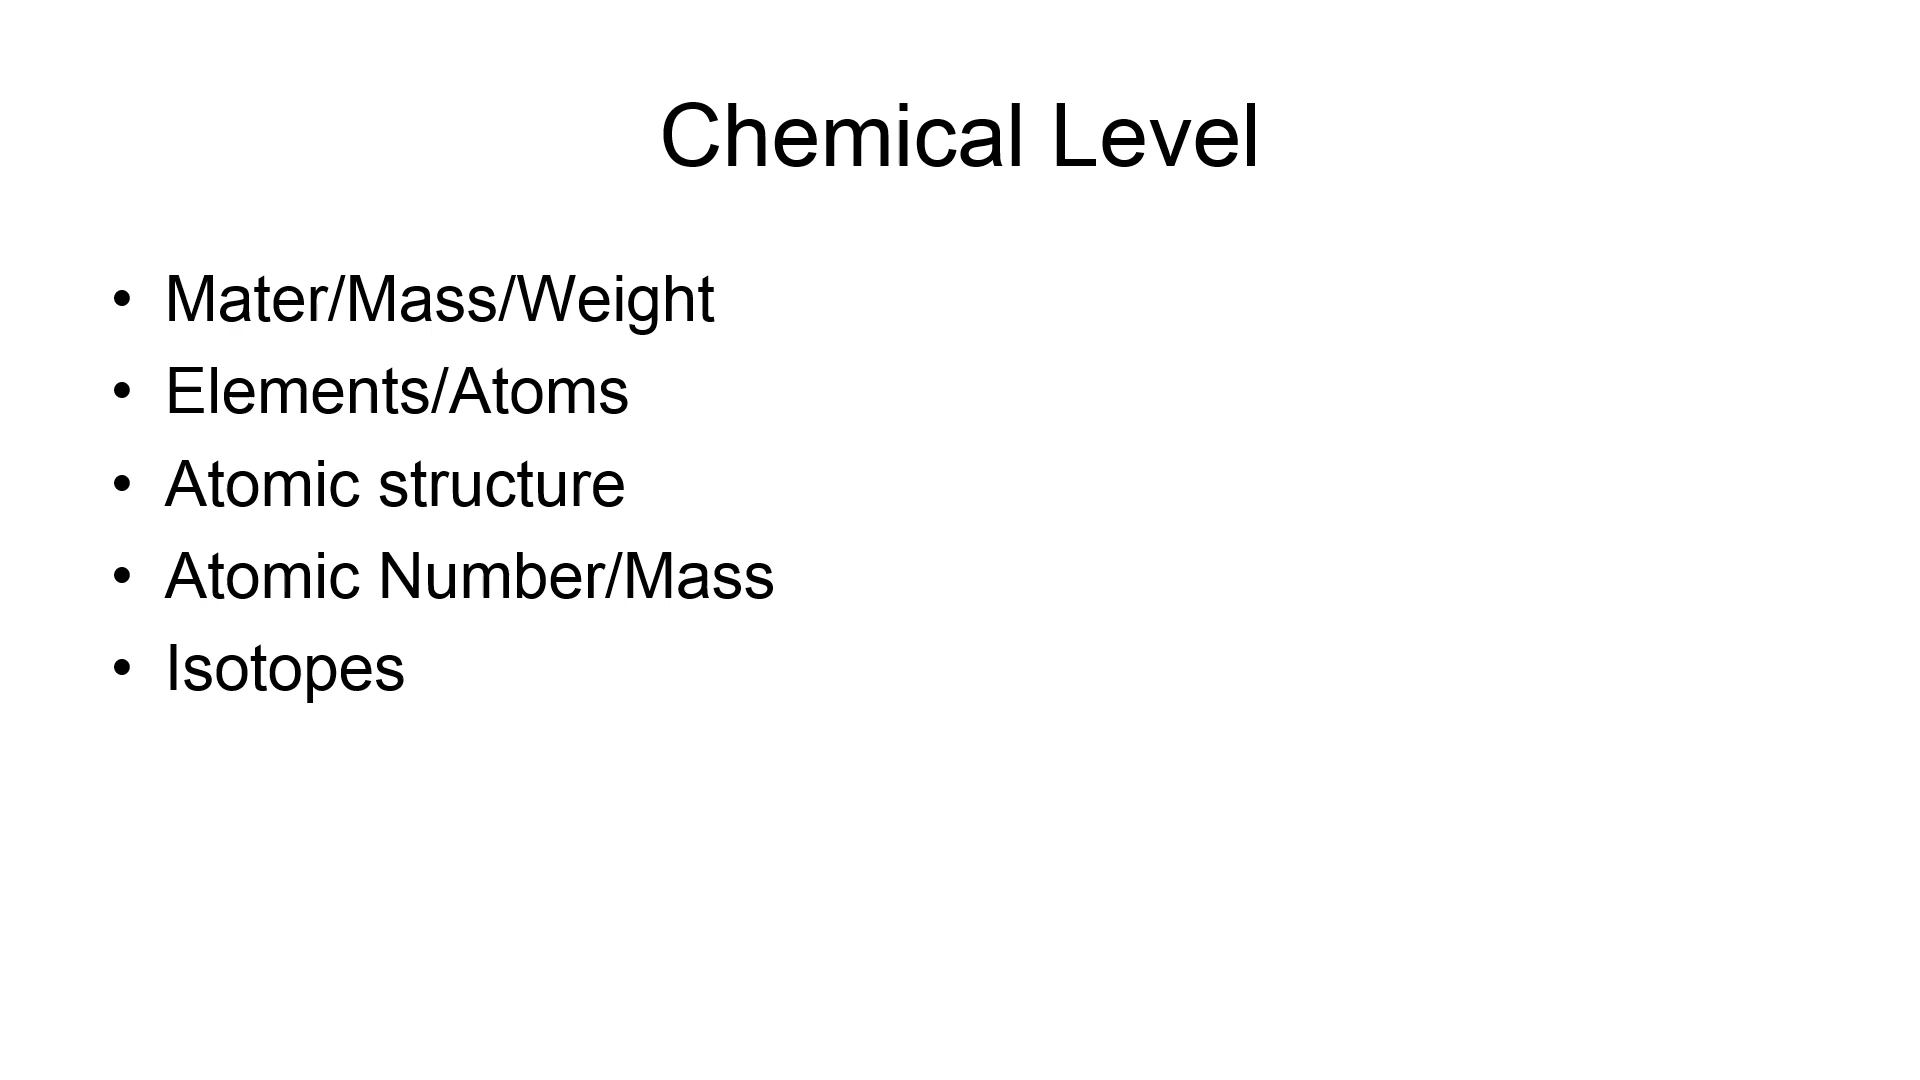 Chemical Level
• Mater/Mass/Weight
• Elements/Atoms
• Atomic structure
• Atomic Number/Mass
• Isotopes